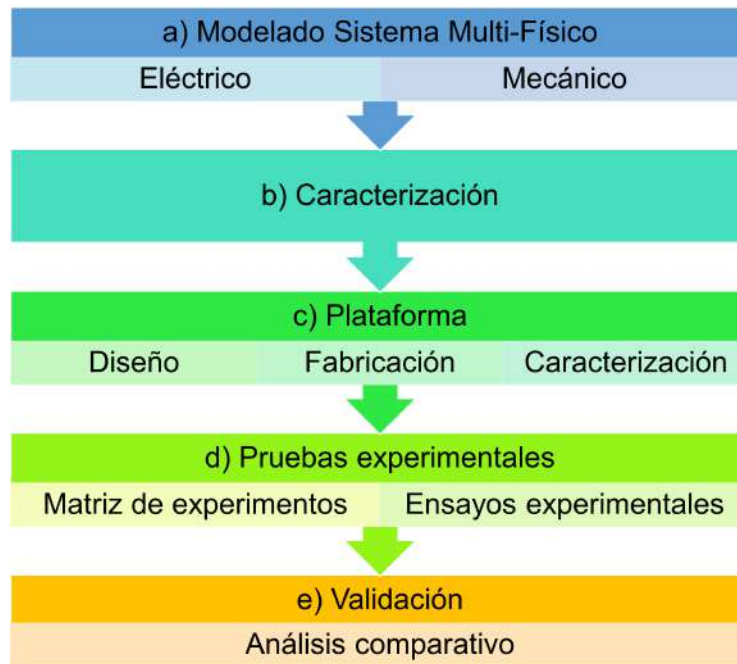 a) Modelado Sistema Multi-Físico
Eléctrico Mecánico
b) Caracterización
c) Plataforma
Diseño Fabricación Caracterización
d) Pruebas experimentales
Matriz de experimentos Ensayos experimentales
e) Validación
Análisis comparativo